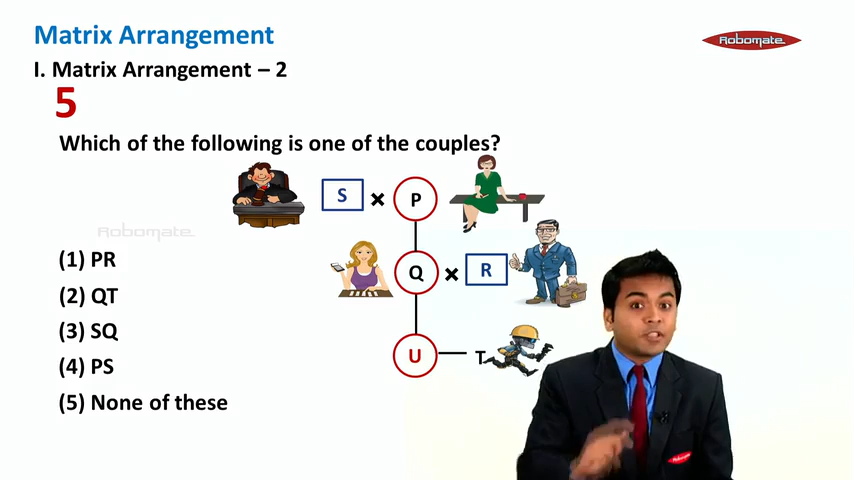 Matrix Arrangement
Robomate
I. Matrix Arrangement – 2
5
Which of the following is one of the couples?
S × P
Robomate
(1) PR
Q × R
(2) QT
(3) SQ
U — T
(4) PS
(5) None of these
Robomate